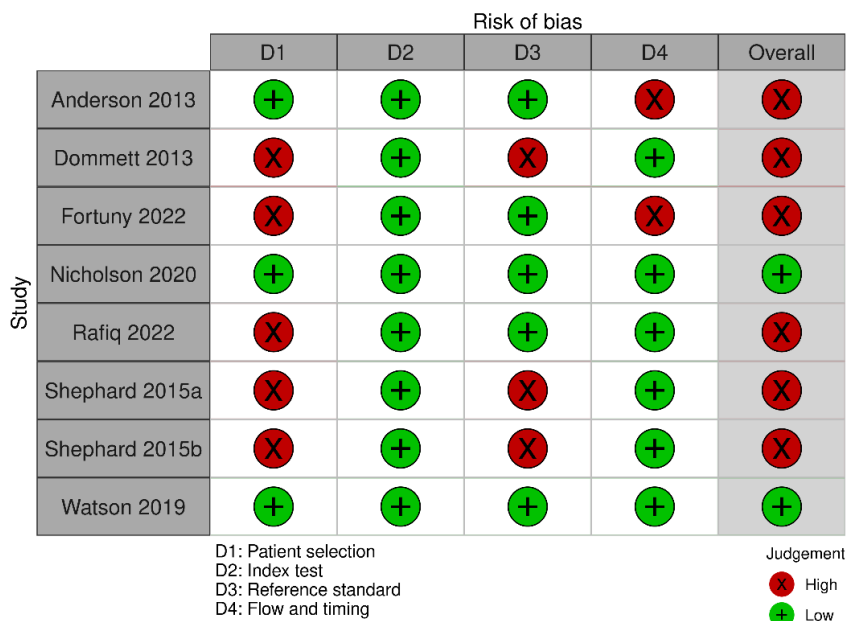 Risk of bias
D1 D2 D3 D4 Overall
Study
Anderson 2013 + + + X X
Dommett 2013 X + X + X
Fortuny 2022 X + + X X
Nicholson 2020 + + + + +
Rafiq 2022 X + + + X
Shephard 2015a X + X + X
Shephard 2015b X + X + X
Watson 2019 + + + + +
D1: Patient selection
D2: Index test
D3: Reference standard
D4: Flow and timing
Judgement
X High
+ Low